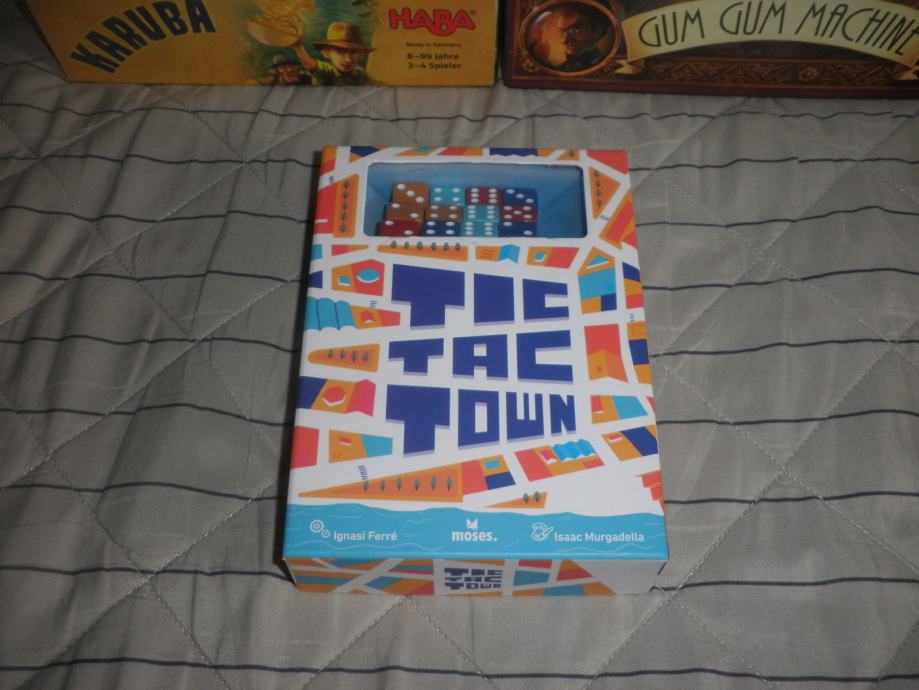 KARUBA
HABA
Made in Germany
8–99 Jahre
2–4 Spieler
GUM GUM MACHINE
TIC
TAC
TOWN
Ignasi Ferré
moses.
Isaac Murgadella
TIC
TAC
TOWN